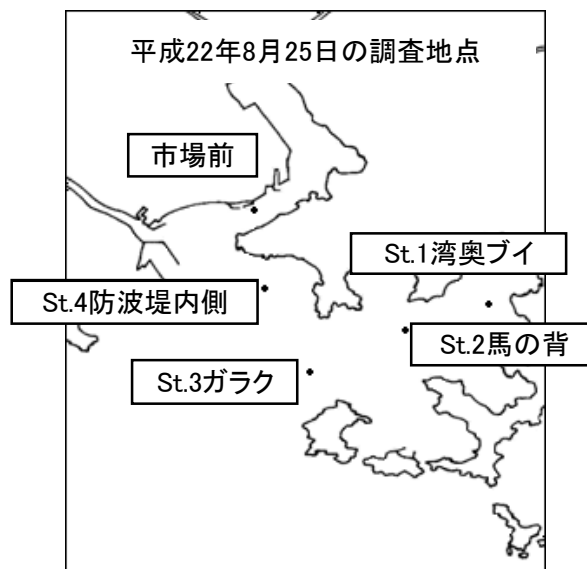 平成22年8月25日の調査地点
市場前
St.1湾奥ブイ
St.4防波堤内側
St.2馬の背
St.3ガラク